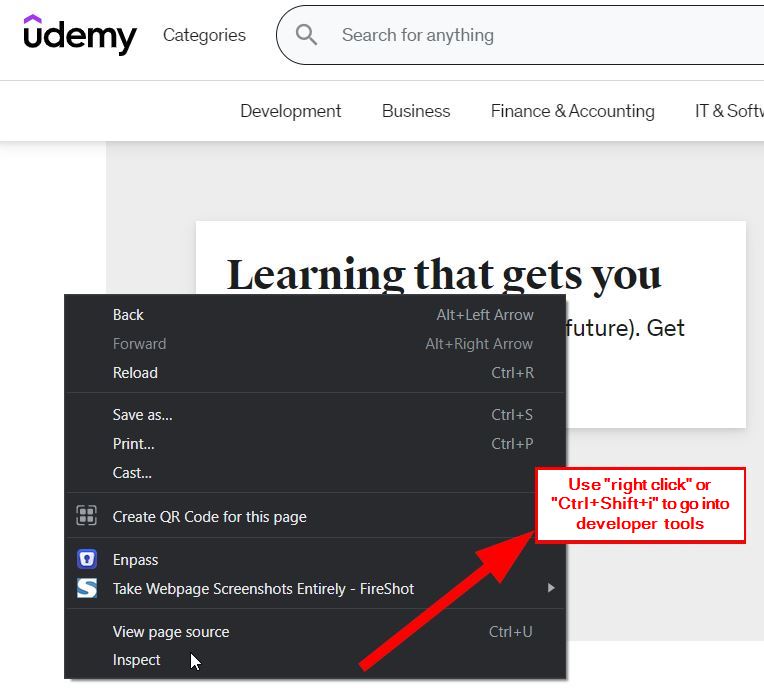 udemy Categories Search for anything
Development Business Finance & Accounting IT & Softw
Learning that gets you
future). Get
Back Alt+Left Arrow
Forward Alt+Right Arrow
Reload Ctrl+R
Save as... Ctrl+S
Print... Ctrl+P
Cast...
Create QR Code for this page
Enpass
Take Webpage Screenshots Entirely - FireShot
View page source Ctrl+U
Inspect
Use "right click" or
"Ctrl+Shift+i" to go into
developer tools